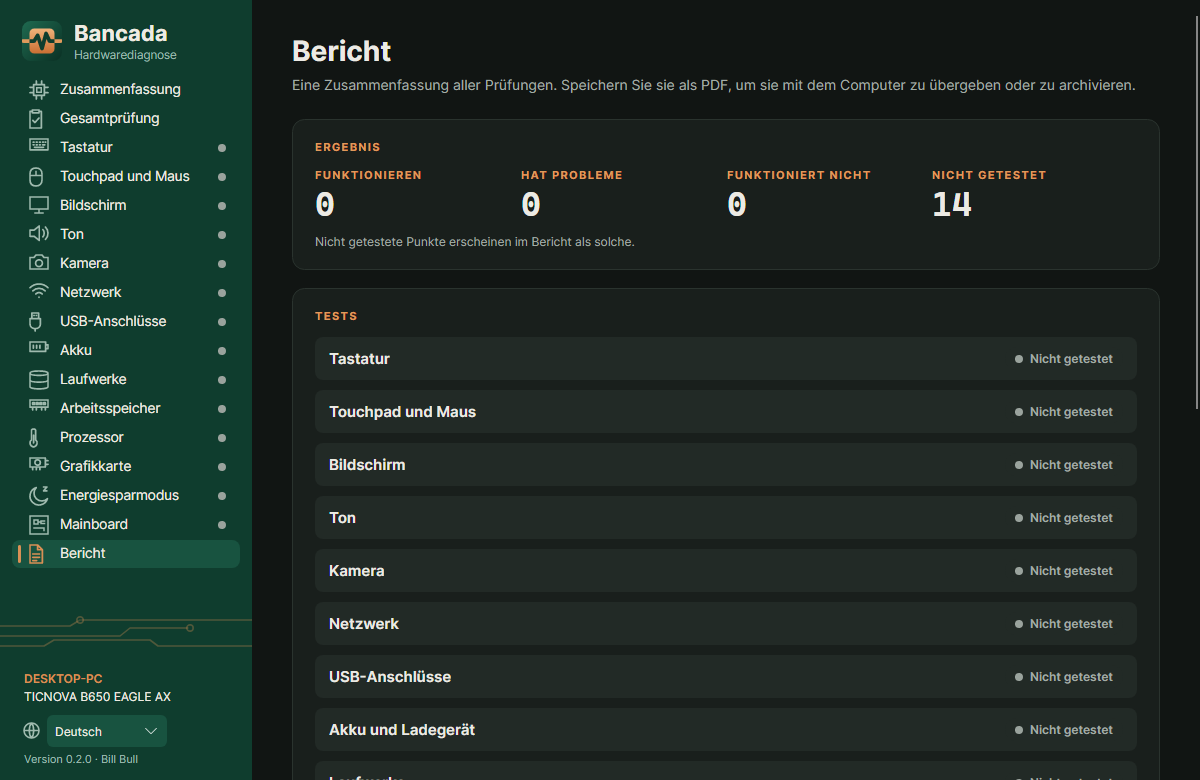 Bancada
Hardwarediagnose
Zusammenfassung
Gesamtprüfung
Tastatur
Touchpad und Maus
Bildschirm
Ton
Kamera
Netzwerk
USB-Anschlüsse
Akku
Laufwerke
Arbeitsspeicher
Prozessor
Grafikkarte
Energiesparmodus
Mainboard
Bericht
DESKTOP-PC
TICNOVA B650 EAGLE AX
Deutsch
Version 0.2.0 · Bill Bull
Bericht
Eine Zusammenfassung aller Prüfungen. Speichern Sie sie als PDF, um sie mit dem Computer zu übergeben oder zu archivieren.
ERGEBNIS
FUNKTIONIEREN HAT PROBLEME FUNKTIONIERT NICHT NICHT GETESTET
0 0 0 14
Nicht getestete Punkte erscheinen im Bericht als solche.
TESTS
Tastatur Nicht getestet
Touchpad und Maus Nicht getestet
Bildschirm Nicht getestet
Ton Nicht getestet
Kamera Nicht getestet
Netzwerk Nicht getestet
USB-Anschlüsse Nicht getestet
Akku und Ladegerät Nicht getestet